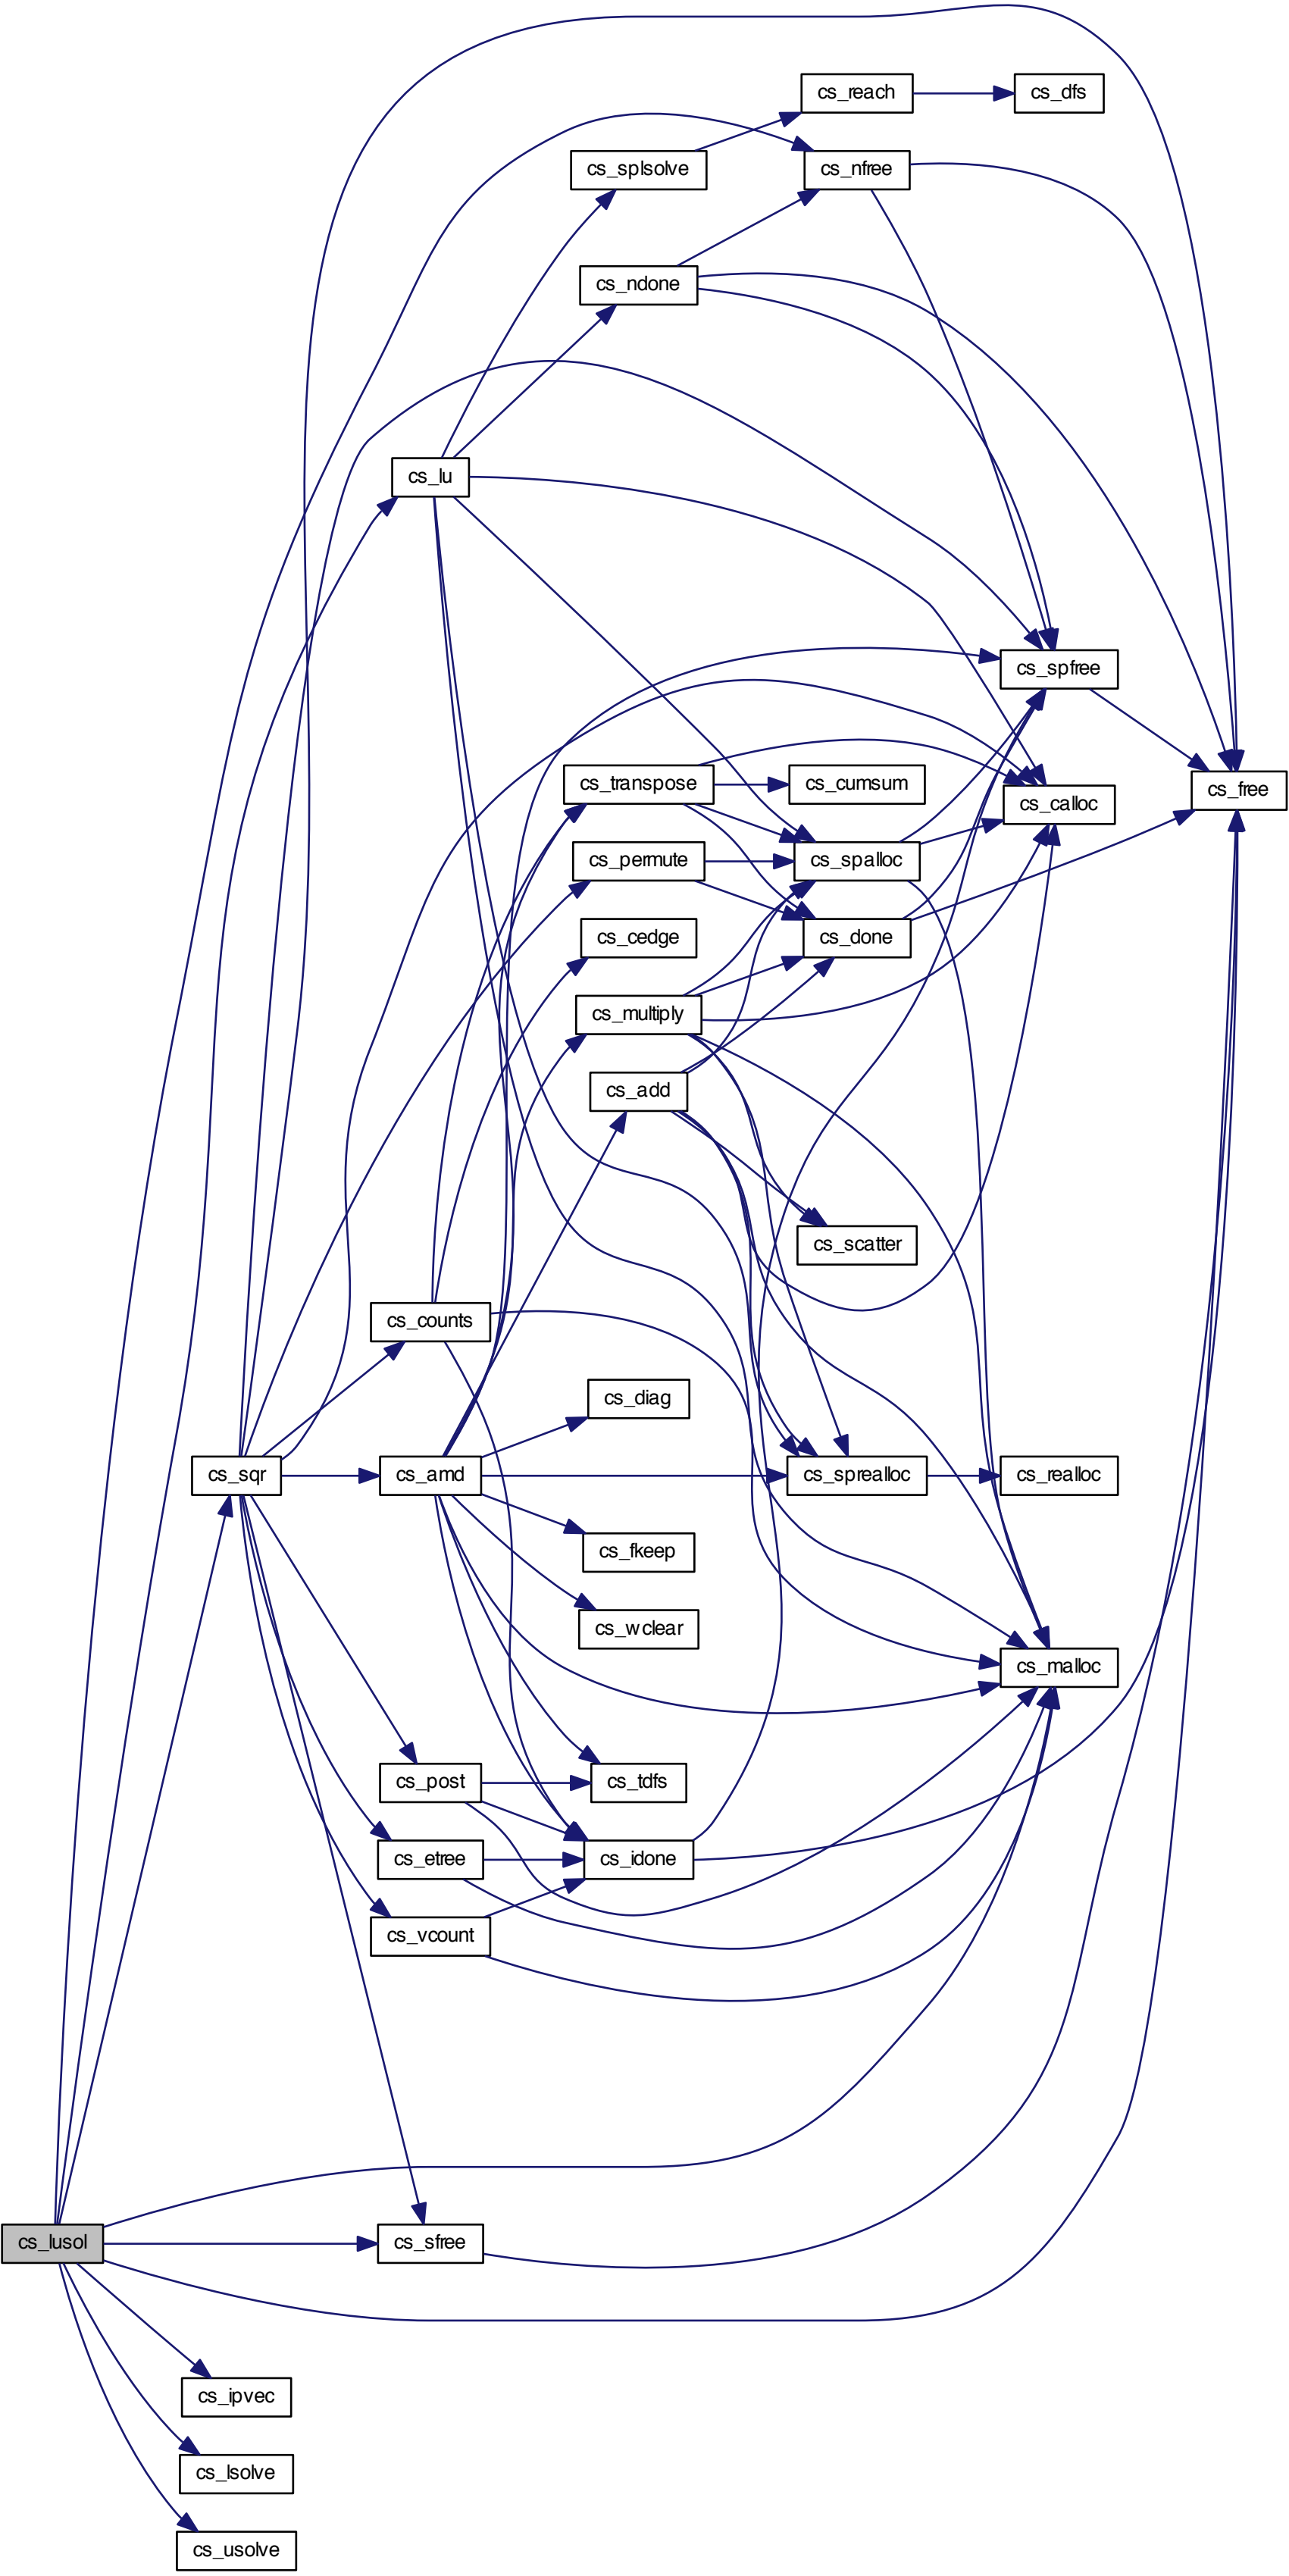 cs_reach
cs_dfs
cs_splsolve
cs_nfree
cs_ndone
cs_lu
cs_spfree
cs_transpose
cs_cumsum
cs_free
cs_calloc
cs_permute
cs_spalloc
cs_cedge
cs_done
cs_multiply
cs_add
cs_scatter
cs_counts
cs_diag
cs_sqr
cs_amd
cs_sprealloc
cs_realloc
cs_fkeep
cs_wclear
cs_malloc
cs_post
cs_tdfs
cs_etree
cs_idone
cs_vcount
cs_lusol
cs_sfree
cs_ipvec
cs_lsolve
cs_usolve